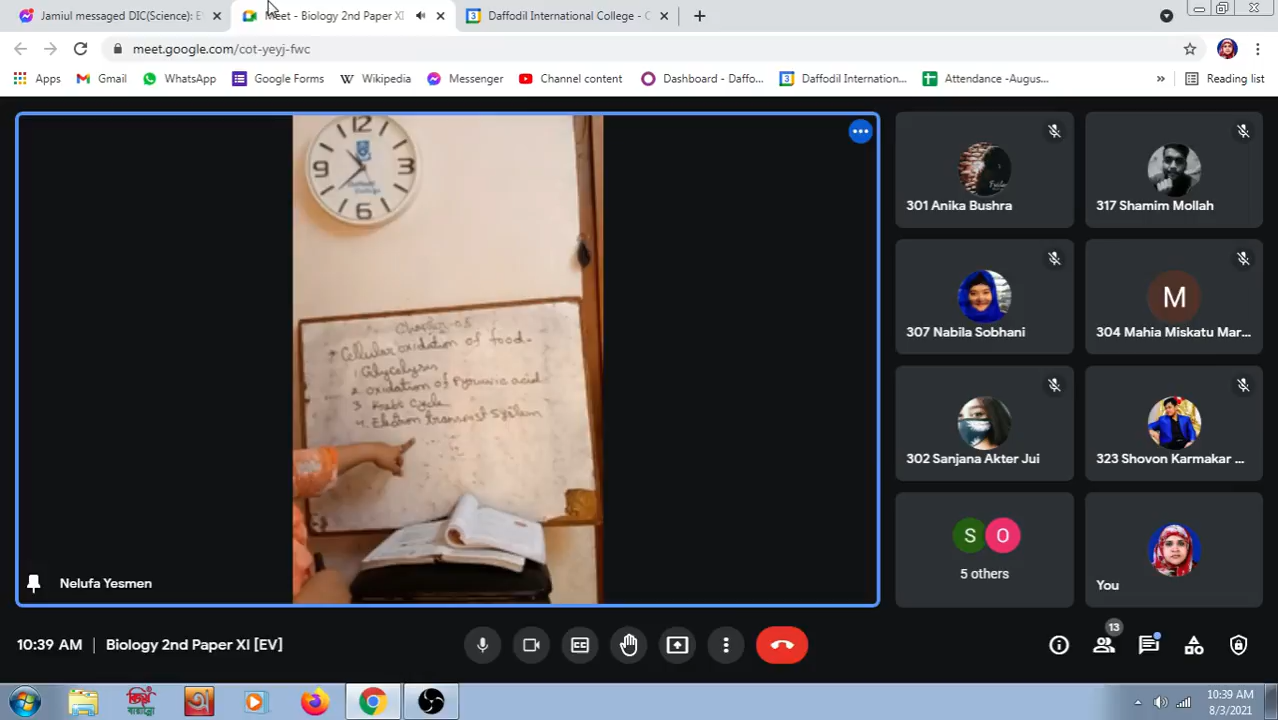 Jamiul messaged DIC(Science): E
Meet - Biology 2nd Paper XI
Daffodil International College - C
meet.google.com/cot-yeyj-fwc
Apps
Gmail
WhatsApp
Google Forms
Wikipedia
Messenger
Channel content
Dashboard - Daffo...
Daffodil Internation...
Attendance -Augus...
»
Reading list
12
3
6
9
Chapter-05
* Cellular oxidation of food-
1. Glycolysis
2. oxidation of Pyruvic acid
3 Krebs Cycle
4. Electron transport system
Nelufa Yesmen
301 Anika Bushra
317 Shamim Mollah
307 Nabila Sobhani
M
304 Mahia Miskatu Mar...
302 Sanjana Akter Jui
323 Shovon Karmakar ...
S
O
5 others
You
10:39 AM | Biology 2nd Paper XI [EV]
CC
13
10:39 AM
8/3/2021